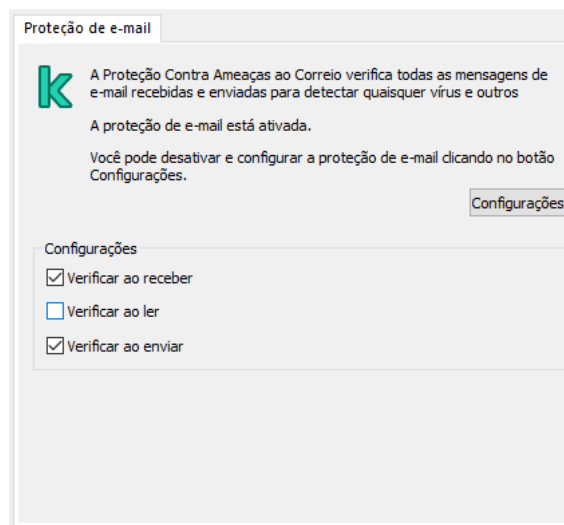 Proteção de e-mail
A Proteção Contra Ameaças ao Correio verifica todas as mensagens de
e-mail recebidas e enviadas para detectar quaisquer vírus e outros
A proteção de e-mail está ativada.
Você pode desativar e configurar a proteção de e-mail clicando no botão
Configurações.
Configurações
Configurações
Verificar ao receber
Verificar ao ler
Verificar ao enviar